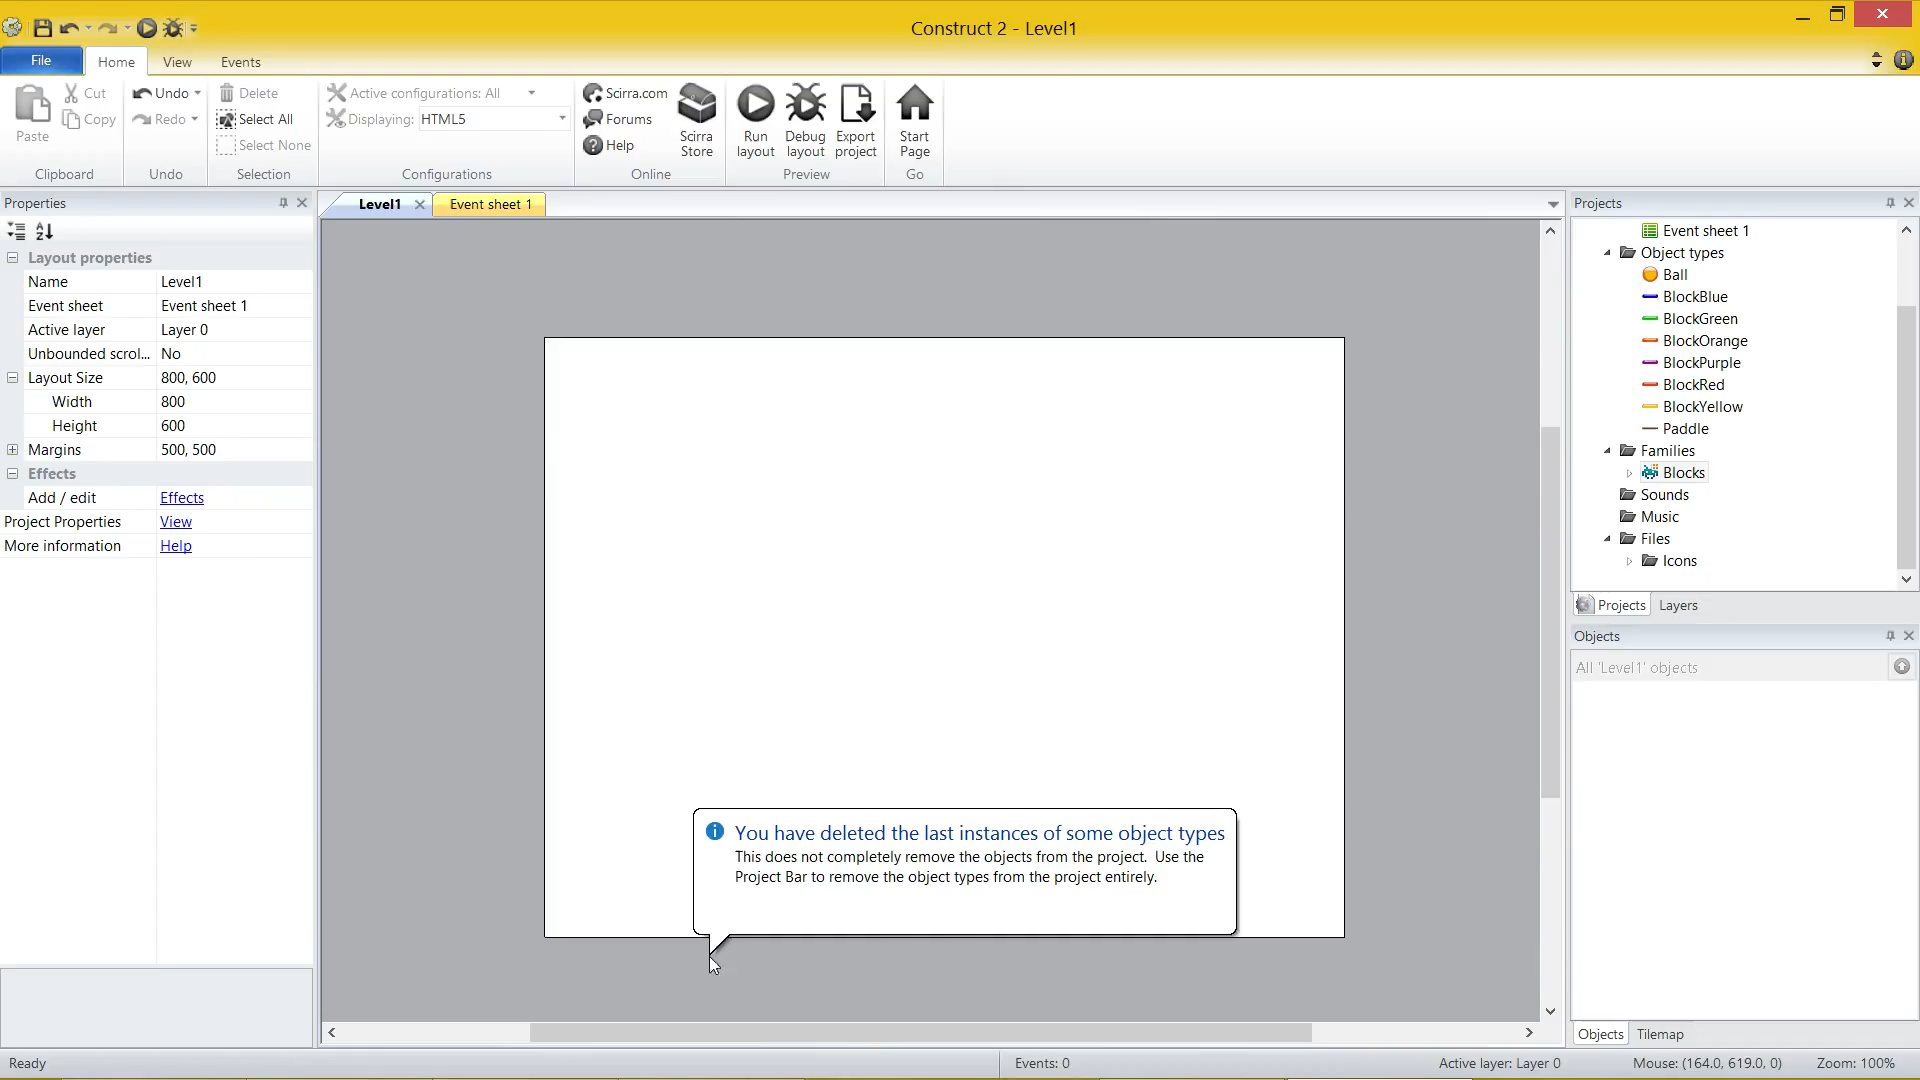 Construct 2 - Level1
File
Home
View
Events
Paste
Cut
Copy
Clipboard
Undo
Redo
Undo
Delete
Select All
Select None
Selection
Active configurations: All
Displaying:
HTML5
Configurations
Scirra.com
Forums
Help
Scirra
Store
Online
Run
layout
Debug
layout
Export
project
Preview
Start
Page
Go
Properties
Layout properties
Name
Level1
Event sheet
Event sheet 1
Active layer
Layer 0
Unbounded scrol...
No
Layout Size
800, 600
Width
800
Height
600
Margins
500, 500
Effects
Add / edit
Effects
Project Properties
View
More information
Help
Level1
Event sheet 1
You have deleted the last instances of some object types
This does not completely remove the objects from the project. Use the
Project Bar to remove the object types from the project entirely.
Projects
Event sheet 1
Object types
Ball
BlockBlue
BlockGreen
BlockOrange
BlockPurple
BlockRed
BlockYellow
Paddle
Families
Blocks
Sounds
Music
Files
Icons
Projects
Layers
Objects
All 'Level1' objects
Objects
Tilemap
Ready
Events: 0
Active layer: Layer 0
Mouse: (164.0, 619.0, 0)
Zoom: 100%